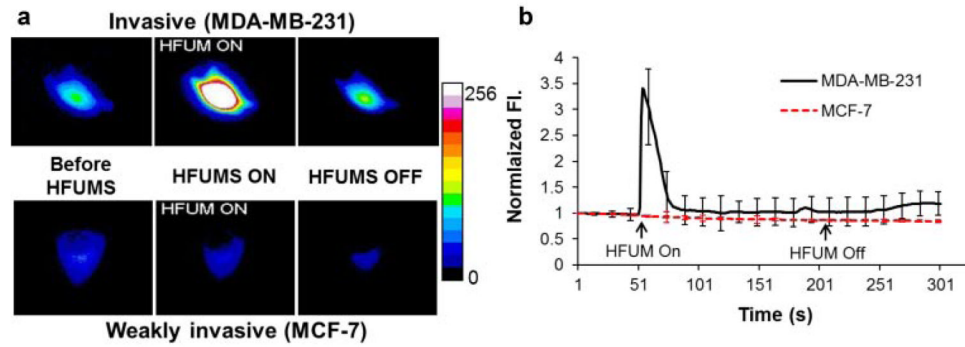 a
Invasive (MDA-MB-231)
HFUM ON
256
Before
HFUMS
HFUMS ON
HFUMS OFF
HFUM ON
0
Weakly invasive (MCF-7)
b
Normlaized Fl.
4
3.5
3
2.5
2
1.5
1
0.5
0
MDA-MB-231
MCF-7
HFUM On
HFUM Off
1
51
101
151
201
251
301
Time (s)